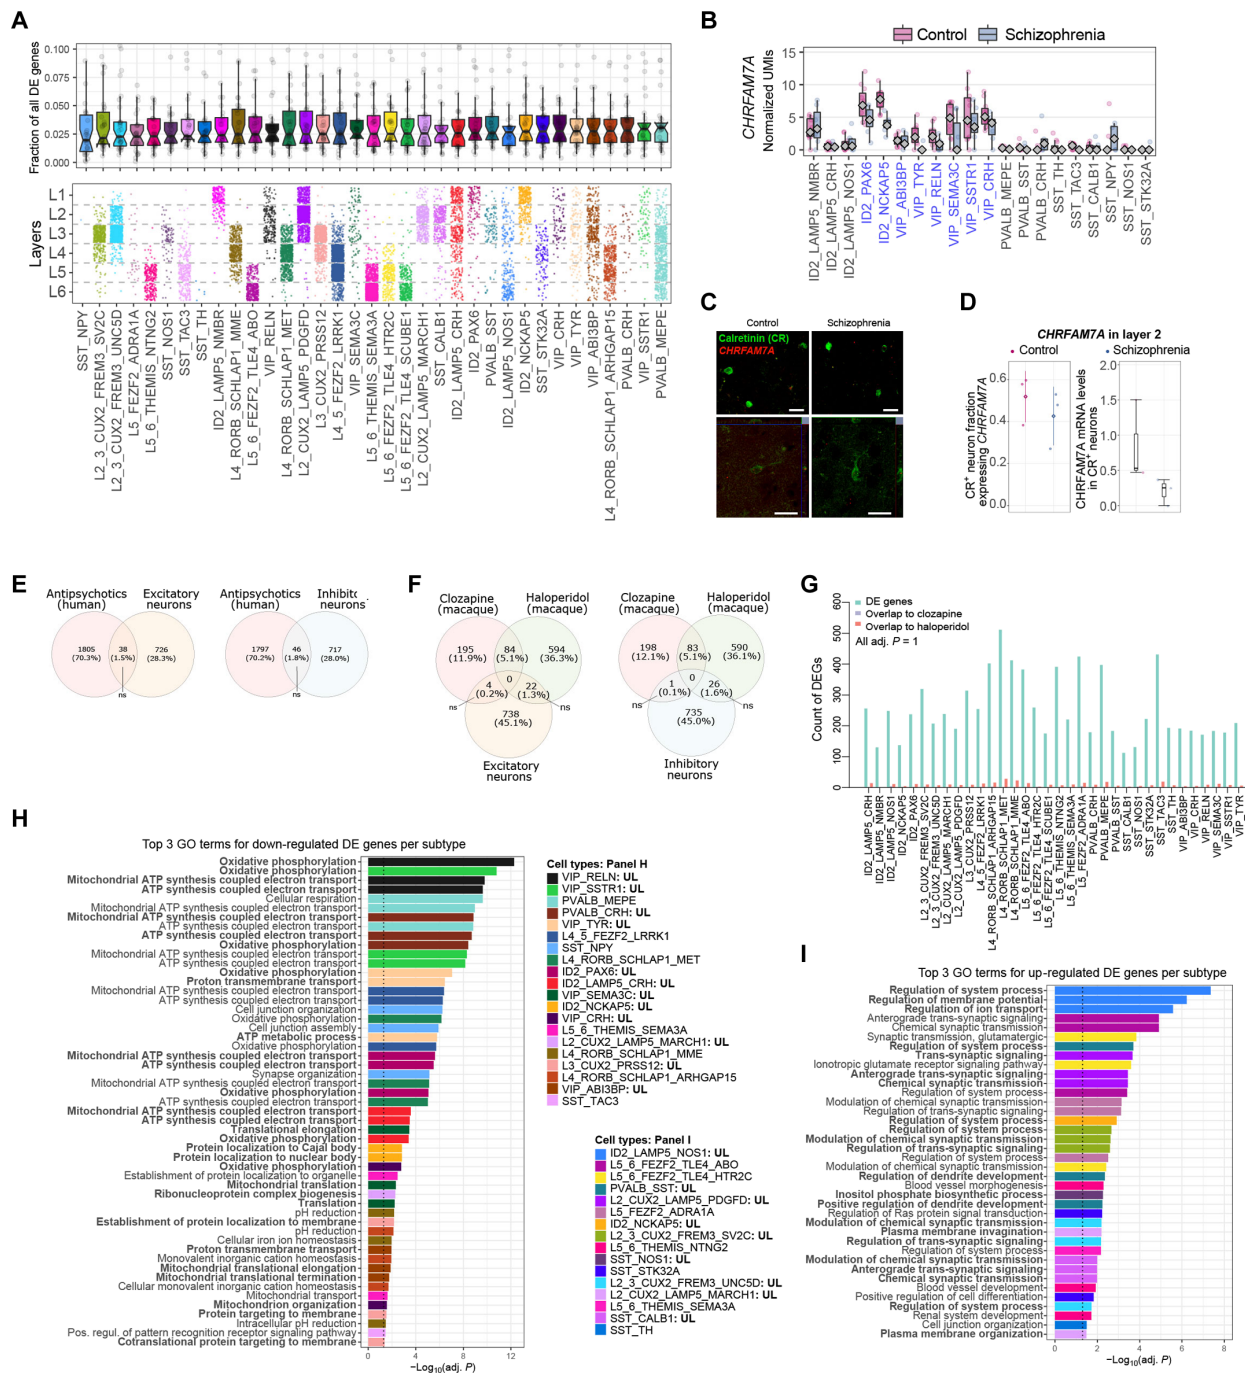 A
Fraction of all DE genes
0.100
0.075
0.050
0.025
0.000
Layers
L1
L2
L3
L4
L5
L6
SST_NPY
L2_3_CUX2_FREM3_SV2C
L2_3_CUX2_FREM3_UNC5D
L5_FEZF2_ADRA1A
L5_6_THEMIS_NTNG2
SST_NOS1
SST_TAC3
SST_TH
ID2_LAMP5_NMBR
L4_RORB_SCHLAP1_MME
L5_6_FEZF2_TLE4_ABO
VIP_RELN
L4_RORB_SCHLAP1_MET
L2_CUX2_LAMP5_PDGFD
L3_CUX2_PRSS12
L4_5_FEZF2_LRRK1
VIP_SEMA3C
L5_6_THEMIS_SEMA3A
L5_6_FEZF2_TLE4_HTR2C
L5_6_FEZF2_TLE4_SCUBE1
L2_CUX2_LAMP5_MARCH1
SST_CALB1
ID2_LAMP5_CRH
ID2_PAX6
PVALB_SST
ID2_LAMP5_NOS1
ID2_NCKAP5
SST_STK32A
VIP_CRH
VIP_TYR
VIP_ABI3BP
L4_RORB_SCHLAP1_ARHGAP15
PVALB_CRH
VIP_SSTR1
PVALB_MEPE
B
Control
Schizophrenia
CHRFAM7A
Normalized UMIs
15
10
5
0
ID2_LAMP5_NMBR
ID2_LAMP5_CRH
ID2_LAMP5_NOS1
ID2_PAX6
ID2_NCKAP5
VIP_ABI3BP
VIP_TYR
VIP_RELN
VIP_SEMA3C
VIP_SSTR1
VIP_CRH
PVALB_MEPE
PVALB_SST
PVALB_CRH
SST_TH
SST_TAC3
SST_CALB1
SST_NPY
SST_NOS1
SST_STK32A
C
Control
Schizophrenia
Calretinin (CR)
CHRFAM7A
D
CHRFAM7A in layer 2
Control
Schizophrenia
CR+ neuron fraction
expressing CHRFAM7A
0.6
0.4
0.2
0.0
CHRFAM7A mRNA levels
in CR+ neurons
2.0
1.5
1.0
0.5
0.0
E
Antipsychotics
(human)
Excitatory
neurons
1805
(70.3%)
38
(1.5%)
726
(28.3%)
ns
Antipsychotics
(human)
neurons
1797
(70.2%)
46
(1.8%)
717
(28.0%)
ns
F
Clozapine
(macaque)
Haloperidol
(macaque)
195
(11.9%)
84
(5.1%)
594
(36.3%)
0
4
(0.2%)
22
(1.3%)
ns
ns
738
(45.1%)
Excitatory
neurons
Clozapine
(macaque)
Haloperidol
(macaque)
198
(12.1%)
83
(5.1%)
590
(36.1%)
0
1
(0.1%)
26
(1.6%)
ns
ns
735
(45.0%)
Inhibitory
neurons
G
DE genes
Overlap to clozapine
Overlap to haloperidol
All adj. P = 1
Count of DEGs
600
500
400
300
200
100
0
ID2_LAMP5_CRH
ID2_LAMP5_NMBR
ID2_LAMP5_NOS1
ID2_NCKAP5
ID2_PAX6
L2_3_CUX2_FREM3_SV2C
L2_3_CUX2_FREM3_UNC5D
L2_CUX2_LAMP5_MARCH1
L2_CUX2_LAMP5_PDGFD
L3_CUX2_PRSS12
L4_5_FEZF2_LRRK1
L4_RORB_SCHLAP1_ARHGAP15
L4_RORB_SCHLAP1_MET
L4_RORB_SCHLAP1_MME
L5_6_FEZF2_TLE4_ABO
L5_6_FEZF2_TLE4_HTR2C
L5_6_FEZF2_TLE4_SCUBE1
L5_6_THEMIS_NTNG2
L5_6_THEMIS_SEMA3A
L5_FEZF2_ADRA1A
PVALB_CRH
PVALB_MEPE
PVALB_SST
SST_CALB1
SST_NOS1
SST_STK32A
SST_TAC3
SST_TH
VIP_ABI3BP
VIP_CRH
VIP_RELN
VIP_SEMA3C
VIP_SSTR1
VIP_TYR
H
Top 3 GO terms for down-regulated DE genes per subtype
Oxidative phosphorylation
Oxidative phosphorylation
Mitochondrial ATP synthesis coupled electron transport
ATP synthesis coupled electron transport
Cellular respiration
Mitochondrial ATP synthesis coupled electron transport
Mitochondrial ATP synthesis coupled electron transport
ATP synthesis coupled electron transport
ATP synthesis coupled electron transport
Oxidative phosphorylation
Mitochondrial ATP synthesis coupled electron transport
ATP synthesis coupled electron transport
Oxidative phosphorylation
Proton transmembrane transport
Mitochondrial ATP synthesis coupled electron transport
ATP synthesis coupled electron transport
Cell junction organization
Oxidative phosphorylation
Cell junction assembly
ATP metabolic process
Oxidative phosphorylation
Mitochondrial ATP synthesis coupled electron transport
ATP synthesis coupled electron transport
Synapse organization
Mitochondrial ATP synthesis coupled electron transport
Oxidative phosphorylation
ATP synthesis coupled electron transport
Mitochondrial ATP synthesis coupled electron transport
ATP synthesis coupled electron transport
Translational elongation
Oxidative phosphorylation
Protein localization to Cajal body
Protein localization to nuclear body
Oxidative phosphorylation
Establishment of protein localization to organelle
Mitochondrial translation
Ribonucleoprotein complex biogenesis
Translation
pH reduction
Establishment of protein localization to membrane
pH reduction
Cellular iron ion homeostasis
Proton transmembrane transport
Monovalent inorganic cation homeostasis
Mitochondrial translational elongation
Mitochondrial translational termination
Cellular monovalent inorganic cation homeostasis
Mitochondrial transport
Mitochondrion organization
Protein targeting to membrane
Intracellular pH reduction
Pos. regul. of pattern recognition receptor signaling pathway
Cotranslational protein targeting to membrane
0
4
8
12
−Log10(adj. P)
Cell types: Panel H
VIP_RELN: UL
VIP_SSTR1: UL
PVALB_MEPE
PVALB_CRH: UL
VIP_TYR: UL
L4_5_FEZF2_LRRK1
SST_NPY
L4_RORB_SCHLAP1_MET
ID2_PAX6: UL
ID2_LAMP5_CRH: UL
VIP_SEMA3C: UL
ID2_NCKAP5: UL
VIP_CRH: UL
L5_6_THEMIS_SEMA3A
L2_CUX2_LAMP5_MARCH1: UL
L4_RORB_SCHLAP1_MME
L3_CUX2_PRSS12: UL
L4_RORB_SCHLAP1_ARHGAP15
VIP_ABI3BP: UL
SST_TAC3
Cell types: Panel I
ID2_LAMP5_NOS1: UL
L5_6_FEZF2_TLE4_ABO
L5_6_FEZF2_TLE4_HTR2C
PVALB_SST: UL
L2_CUX2_LAMP5_PDGFD: UL
L5_FEZF2_ADRA1A
ID2_NCKAP5: UL
L2_3_CUX2_FREM3_SV2C: UL
L5_6_THEMIS_NTNG2
SST_NOS1: UL
SST_STK32A
L2_3_CUX2_FREM3_UNC5D: UL
L2_CUX2_LAMP5_MARCH1: UL
L5_6_THEMIS_SEMA3A
SST_CALB1: UL
SST_TH
I
Top 3 GO terms for up-regulated DE genes per subtype
Regulation of system process
Regulation of membrane potential
Regulation of ion transport
Anterograde trans-synaptic signaling
Chemical synaptic transmission
Synaptic transmission, glutamatergic
Regulation of system process
Trans-synaptic signaling
Ionotropic glutamate receptor signaling pathway
Anterograde trans-synaptic signaling
Chemical synaptic transmission
Regulation of system process
Modulation of chemical synaptic transmission
Regulation of trans-synaptic signaling
Regulation of system process
Regulation of system process
Modulation of chemical synaptic transmission
Regulation of trans-synaptic signaling
Regulation of system process
Modulation of chemical synaptic transmission
Regulation of dendrite development
Blood vessel morphogenesis
Inositol phosphate biosynthetic process
Positive regulation of dendrite development
Regulation of Ras protein signal transduction
Modulation of chemical synaptic transmission
Plasma membrane invagination
Regulation of trans-synaptic signaling
Regulation of system process
Modulation of chemical synaptic transmission
Anterograde trans-synaptic signaling
Chemical synaptic transmission
Blood vessel development
Positive regulation of cell differentiation
Regulation of system process
Renal system development
Cell junction organization
Plasma membrane organization
0
2
4
6
8
−Log10(adj. P)